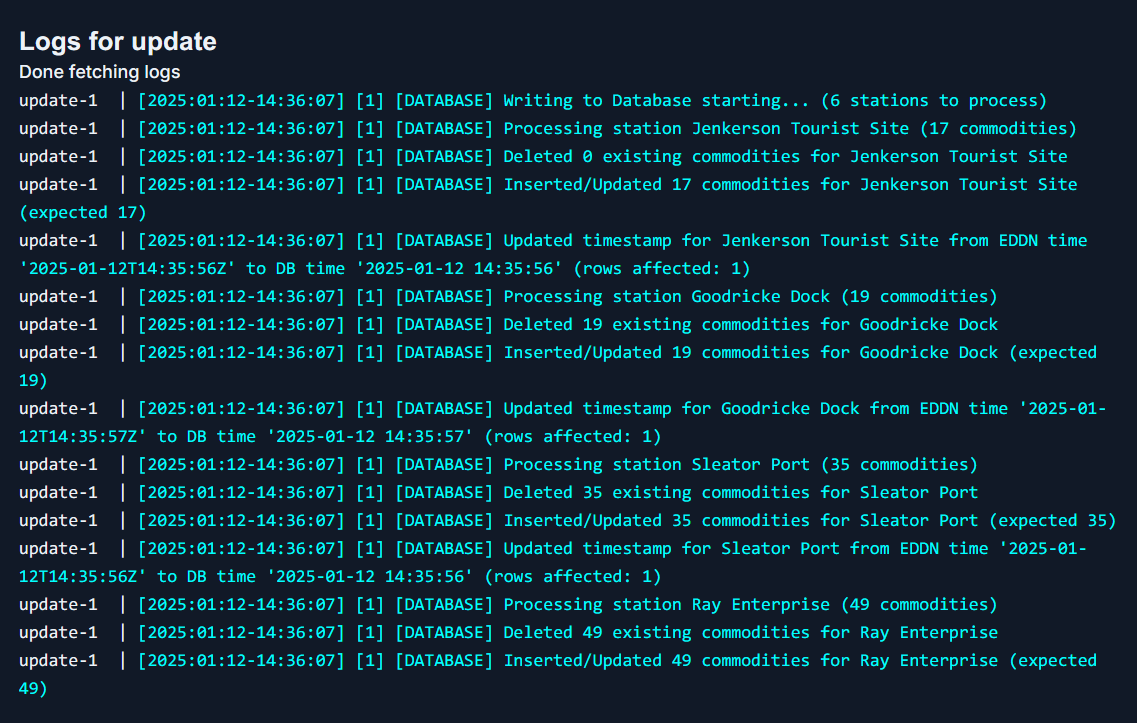 Logs for update
Done fetching logs
update-1  | [2025:01:12-14:36:07] [1] [DATABASE] Writing to Database starting... (6 stations to process)
update-1  | [2025:01:12-14:36:07] [1] [DATABASE] Processing station Jenkerson Tourist Site (17 commodities)
update-1  | [2025:01:12-14:36:07] [1] [DATABASE] Deleted 0 existing commodities for Jenkerson Tourist Site
update-1  | [2025:01:12-14:36:07] [1] [DATABASE] Inserted/Updated 17 commodities for Jenkerson Tourist Site
(expected 17)
update-1  | [2025:01:12-14:36:07] [1] [DATABASE] Updated timestamp for Jenkerson Tourist Site from EDDN time
'2025-01-12T14:35:56Z' to DB time '2025-01-12 14:35:56' (rows affected: 1)
update-1  | [2025:01:12-14:36:07] [1] [DATABASE] Processing station Goodricke Dock (19 commodities)
update-1  | [2025:01:12-14:36:07] [1] [DATABASE] Deleted 19 existing commodities for Goodricke Dock
update-1  | [2025:01:12-14:36:07] [1] [DATABASE] Inserted/Updated 19 commodities for Goodricke Dock (expected
19)
update-1  | [2025:01:12-14:36:07] [1] [DATABASE] Updated timestamp for Goodricke Dock from EDDN time '2025-01-
12T14:35:57Z' to DB time '2025-01-12 14:35:57' (rows affected: 1)
update-1  | [2025:01:12-14:36:07] [1] [DATABASE] Processing station Sleator Port (35 commodities)
update-1  | [2025:01:12-14:36:07] [1] [DATABASE] Deleted 35 existing commodities for Sleator Port
update-1  | [2025:01:12-14:36:07] [1] [DATABASE] Inserted/Updated 35 commodities for Sleator Port (expected 35)
update-1  | [2025:01:12-14:36:07] [1] [DATABASE] Updated timestamp for Sleator Port from EDDN time '2025-01-
12T14:35:56Z' to DB time '2025-01-12 14:35:56' (rows affected: 1)
update-1  | [2025:01:12-14:36:07] [1] [DATABASE] Processing station Ray Enterprise (49 commodities)
update-1  | [2025:01:12-14:36:07] [1] [DATABASE] Deleted 49 existing commodities for Ray Enterprise
update-1  | [2025:01:12-14:36:07] [1] [DATABASE] Inserted/Updated 49 commodities for Ray Enterprise (expected
49)